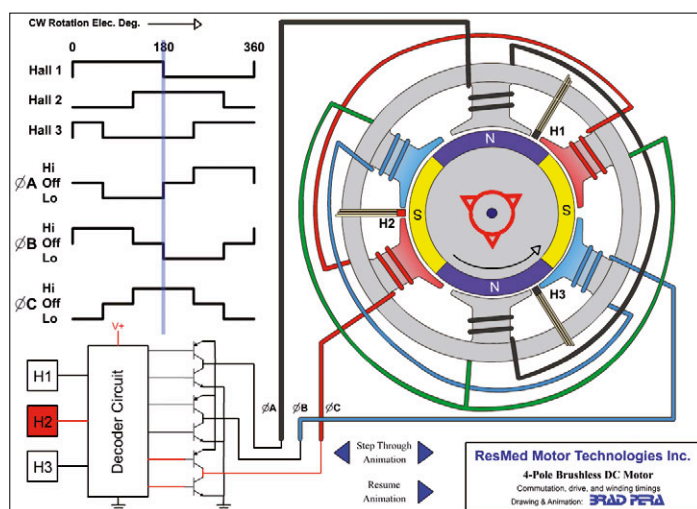 CW Rotation Elec. Deg.
0 180 360
Hall 1
Hall 2
Hall 3
Hi
ØA Off
Lo
Hi
ØB Off
Lo
Hi
ØC Off
Lo
V+
H1
H2
H3
Decoder Circuit
ØA ØB ØC
H1
H2
H3
N
S
S
N
Step Through
Animation
Resume
Animation
ResMed Motor Technologies Inc.
4-Pole Brushless DC Motor
Commutation, drive, and winding timings
Drawing & Animation: BRAD PERA